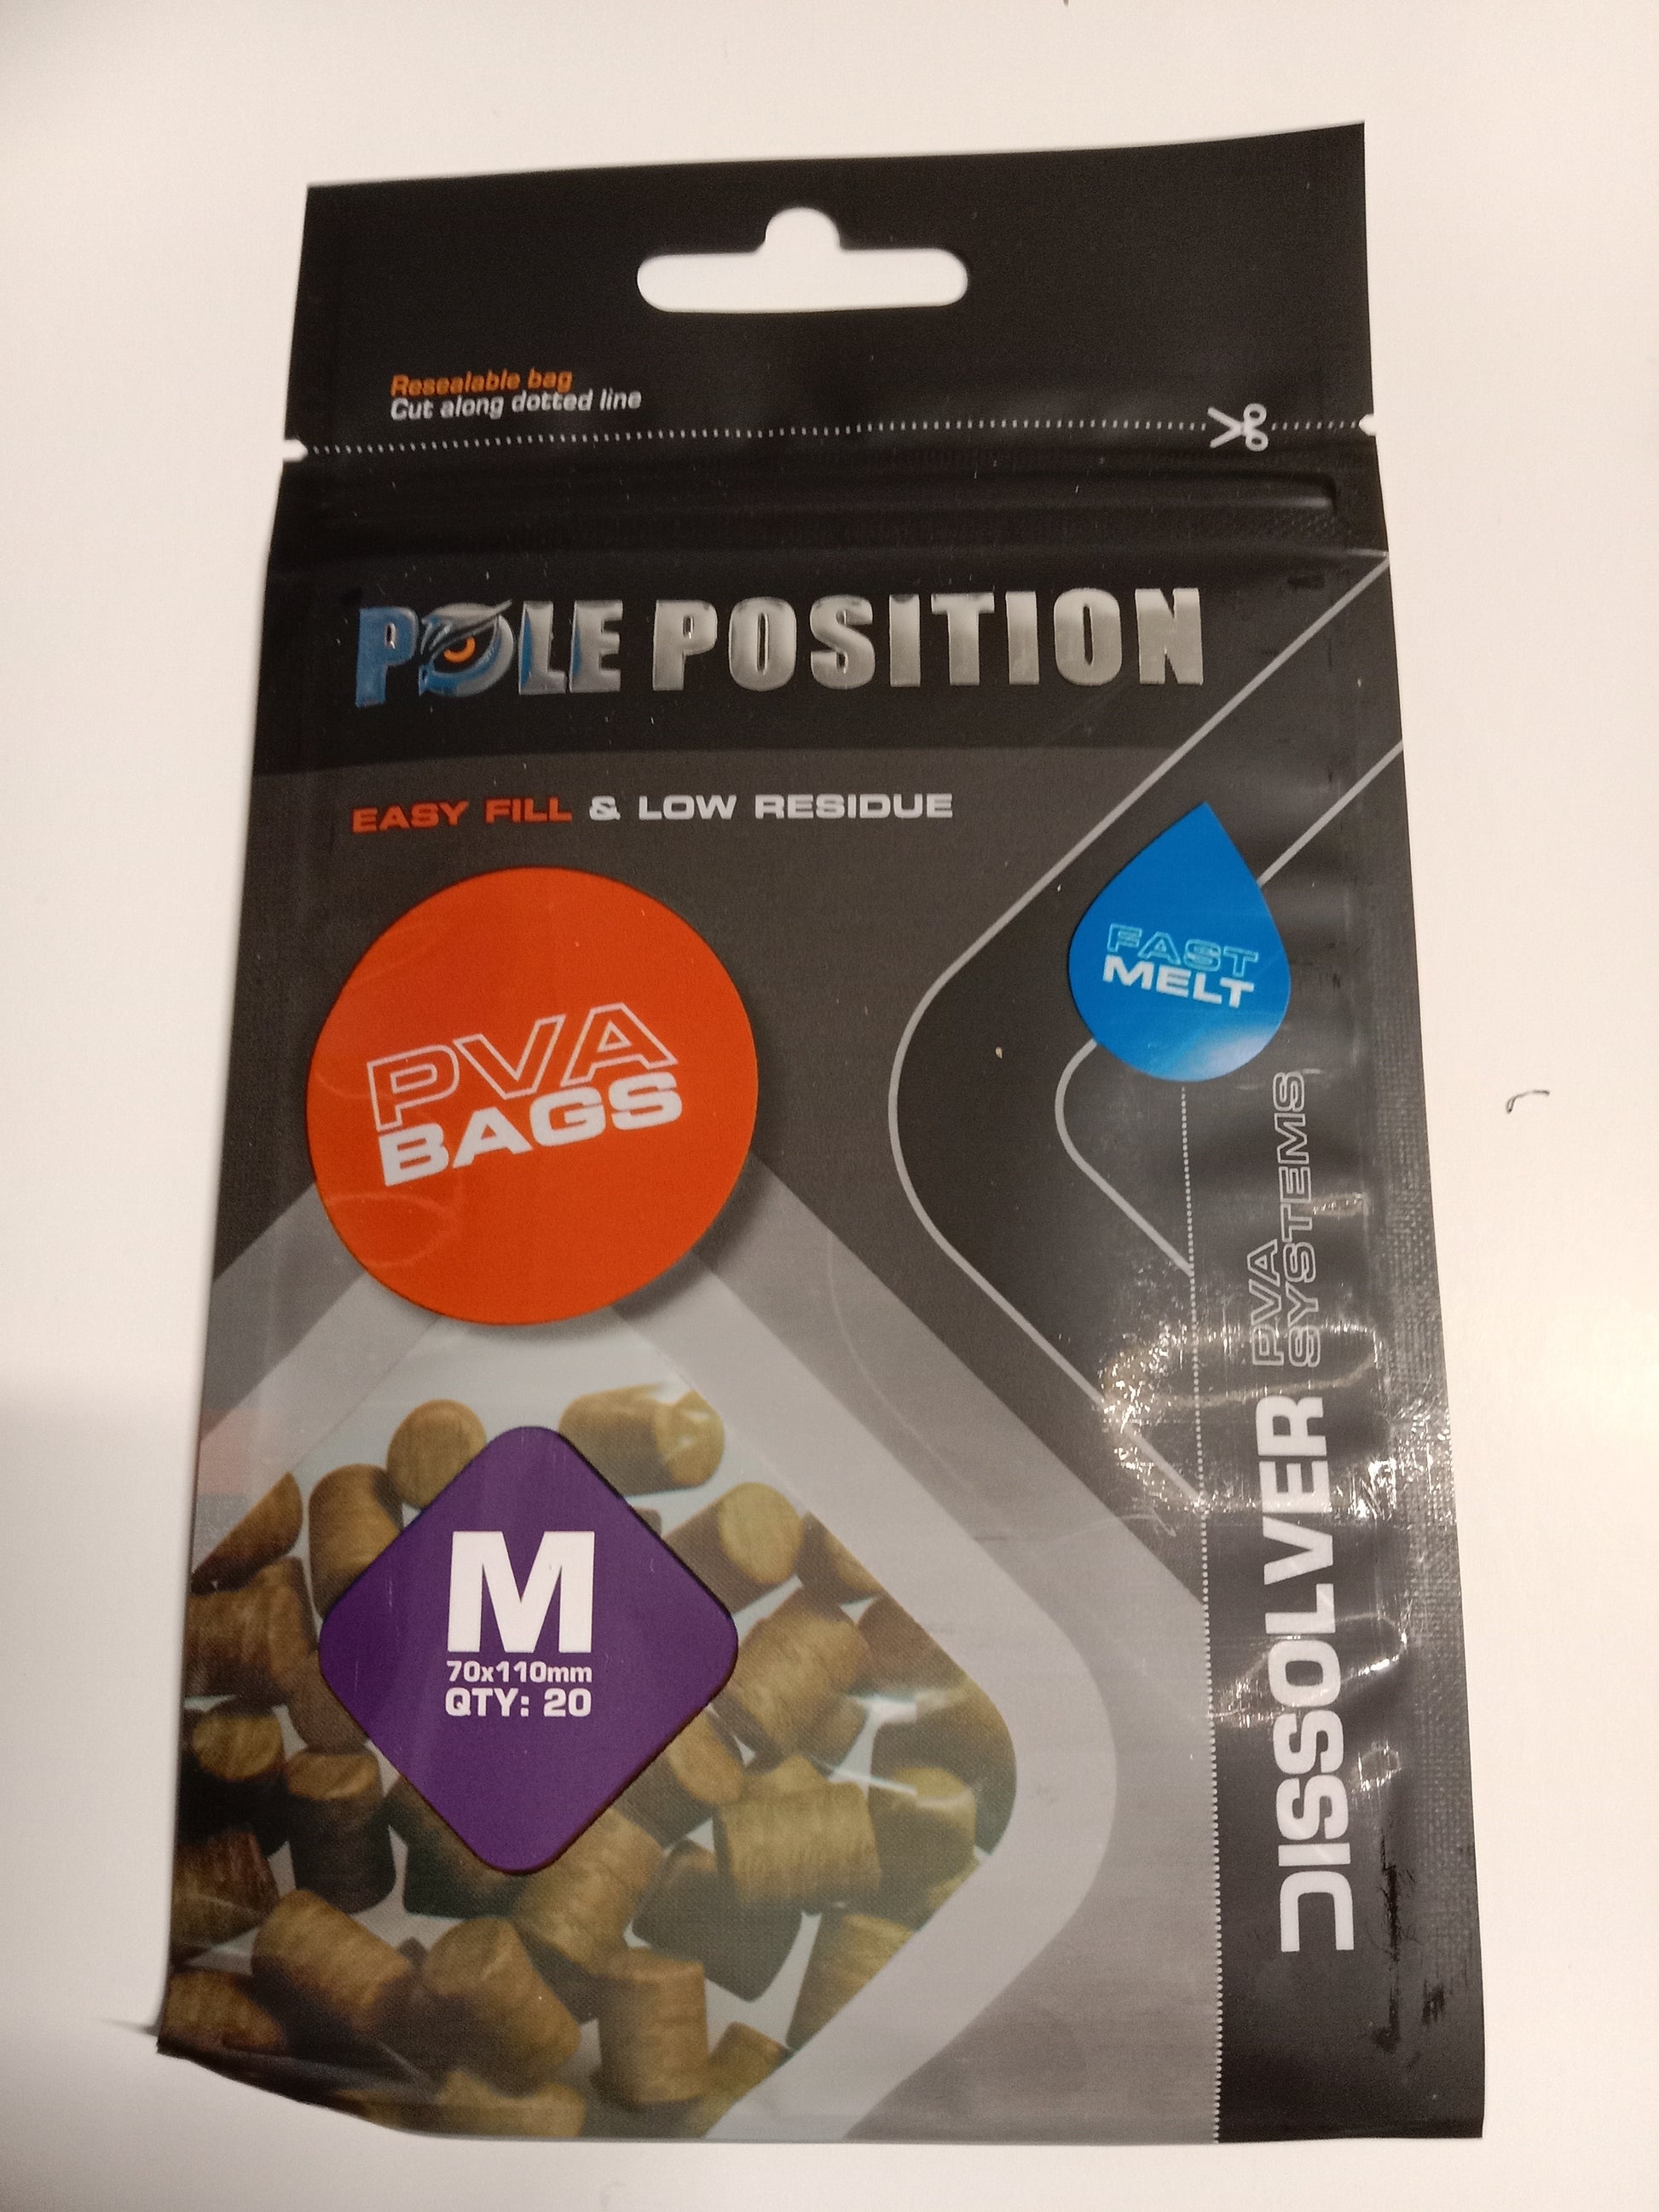 Resealable bag
Cut along dotted line
POLE POSITION
EASY FILL & LOW RESIDUE
FAST
MELT
PVA
BAGS
M
70x110mm
QTY: 20
DISSOLVER PVA
SYSTEMS